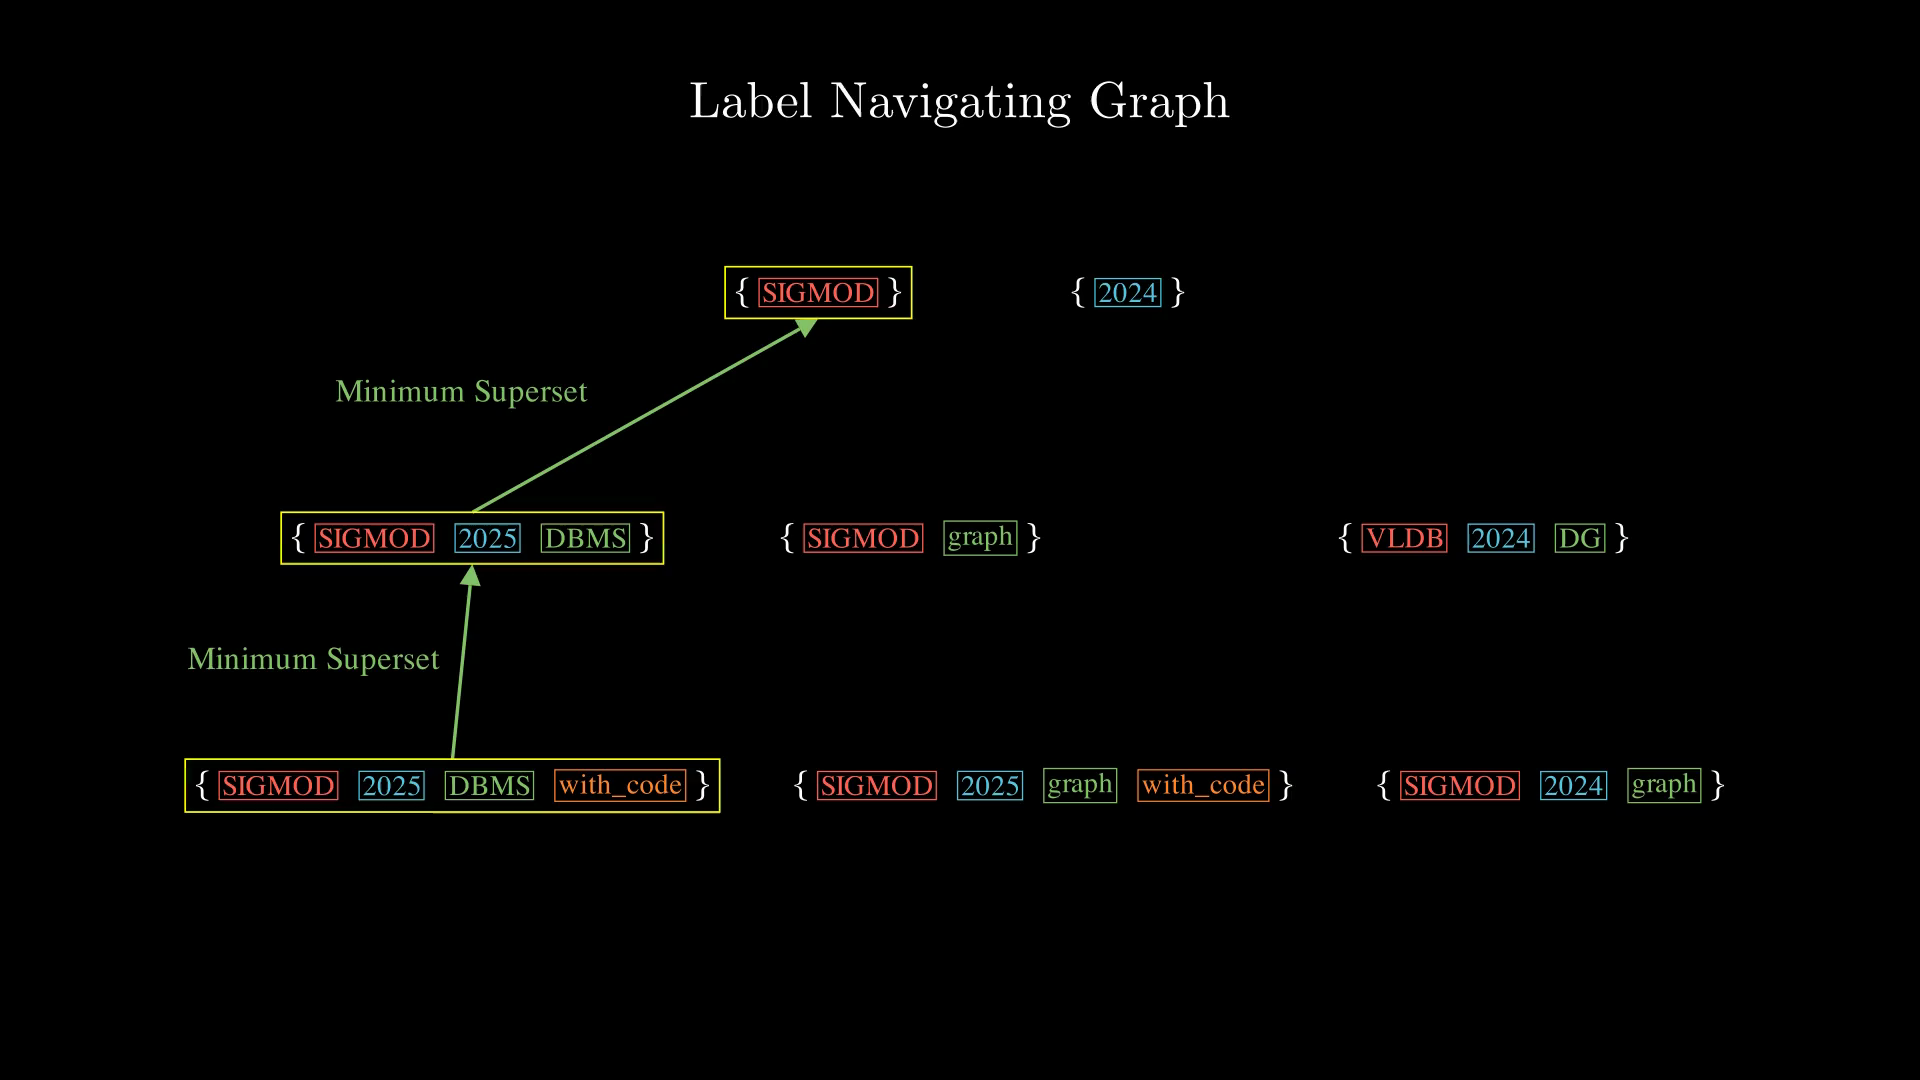 Label Navigating Graph
{ SIGMOD } { 2024 }
Minimum Superset
{ SIGMOD 2025 DBMS } { SIGMOD graph } { VLDB 2024 DG }
Minimum Superset
{ SIGMOD 2025 DBMS with_code } { SIGMOD 2025 graph with_code } { SIGMOD 2024 graph }